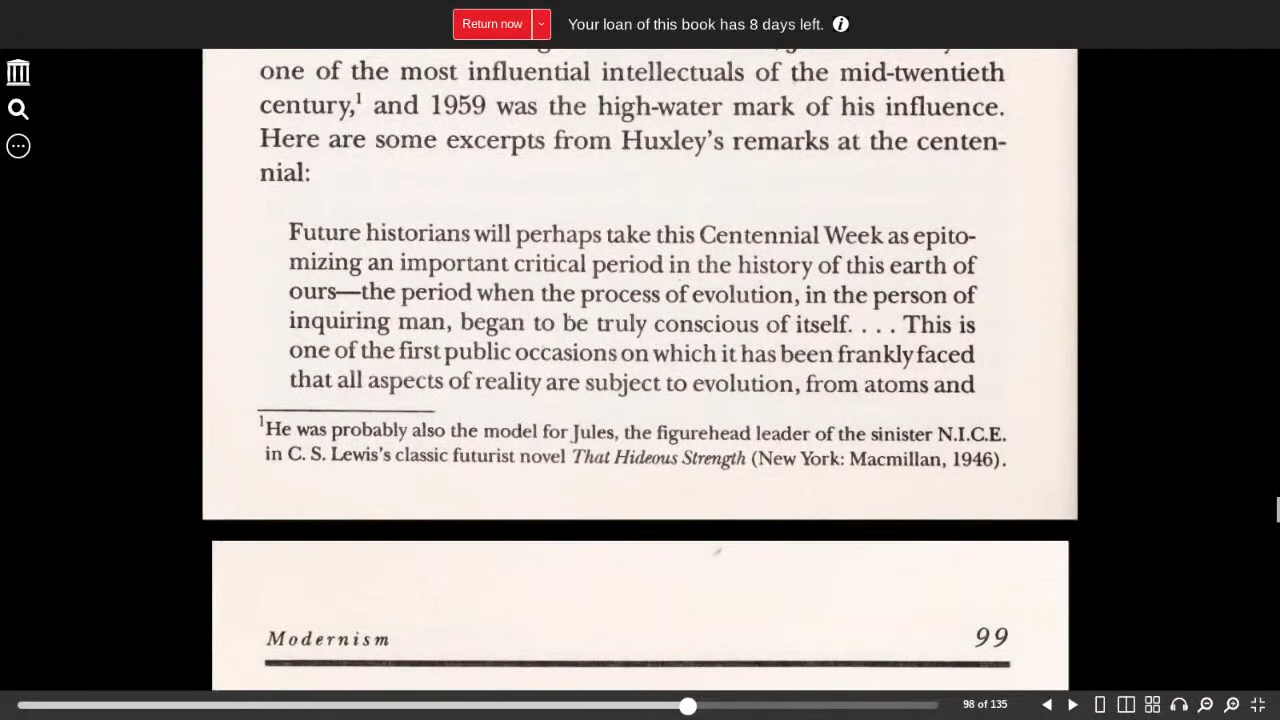 Return now
Your loan of this book has 8 days left.
one of the most influential intellectuals of the mid-twentieth
century,¹ and 1959 was the high-water mark of his influence.
Here are some excerpts from Huxley's remarks at the centen-
nial:
Future historians will perhaps take this Centennial Week as epito-
mizing an important critical period in the history of this earth of
ours—the period when the process of evolution, in the person of
inquiring man, began to be truly conscious of itself. . . . This is
one of the first public occasions on which it has been frankly faced
that all aspects of reality are subject to evolution, from atoms and
¹He was probably also the model for Jules, the figurehead leader of the sinister N.I.C.E.
in C. S. Lewis's classic futurist novel That Hideous Strength (New York: Macmillan, 1946).
Modernism 99
98 of 135